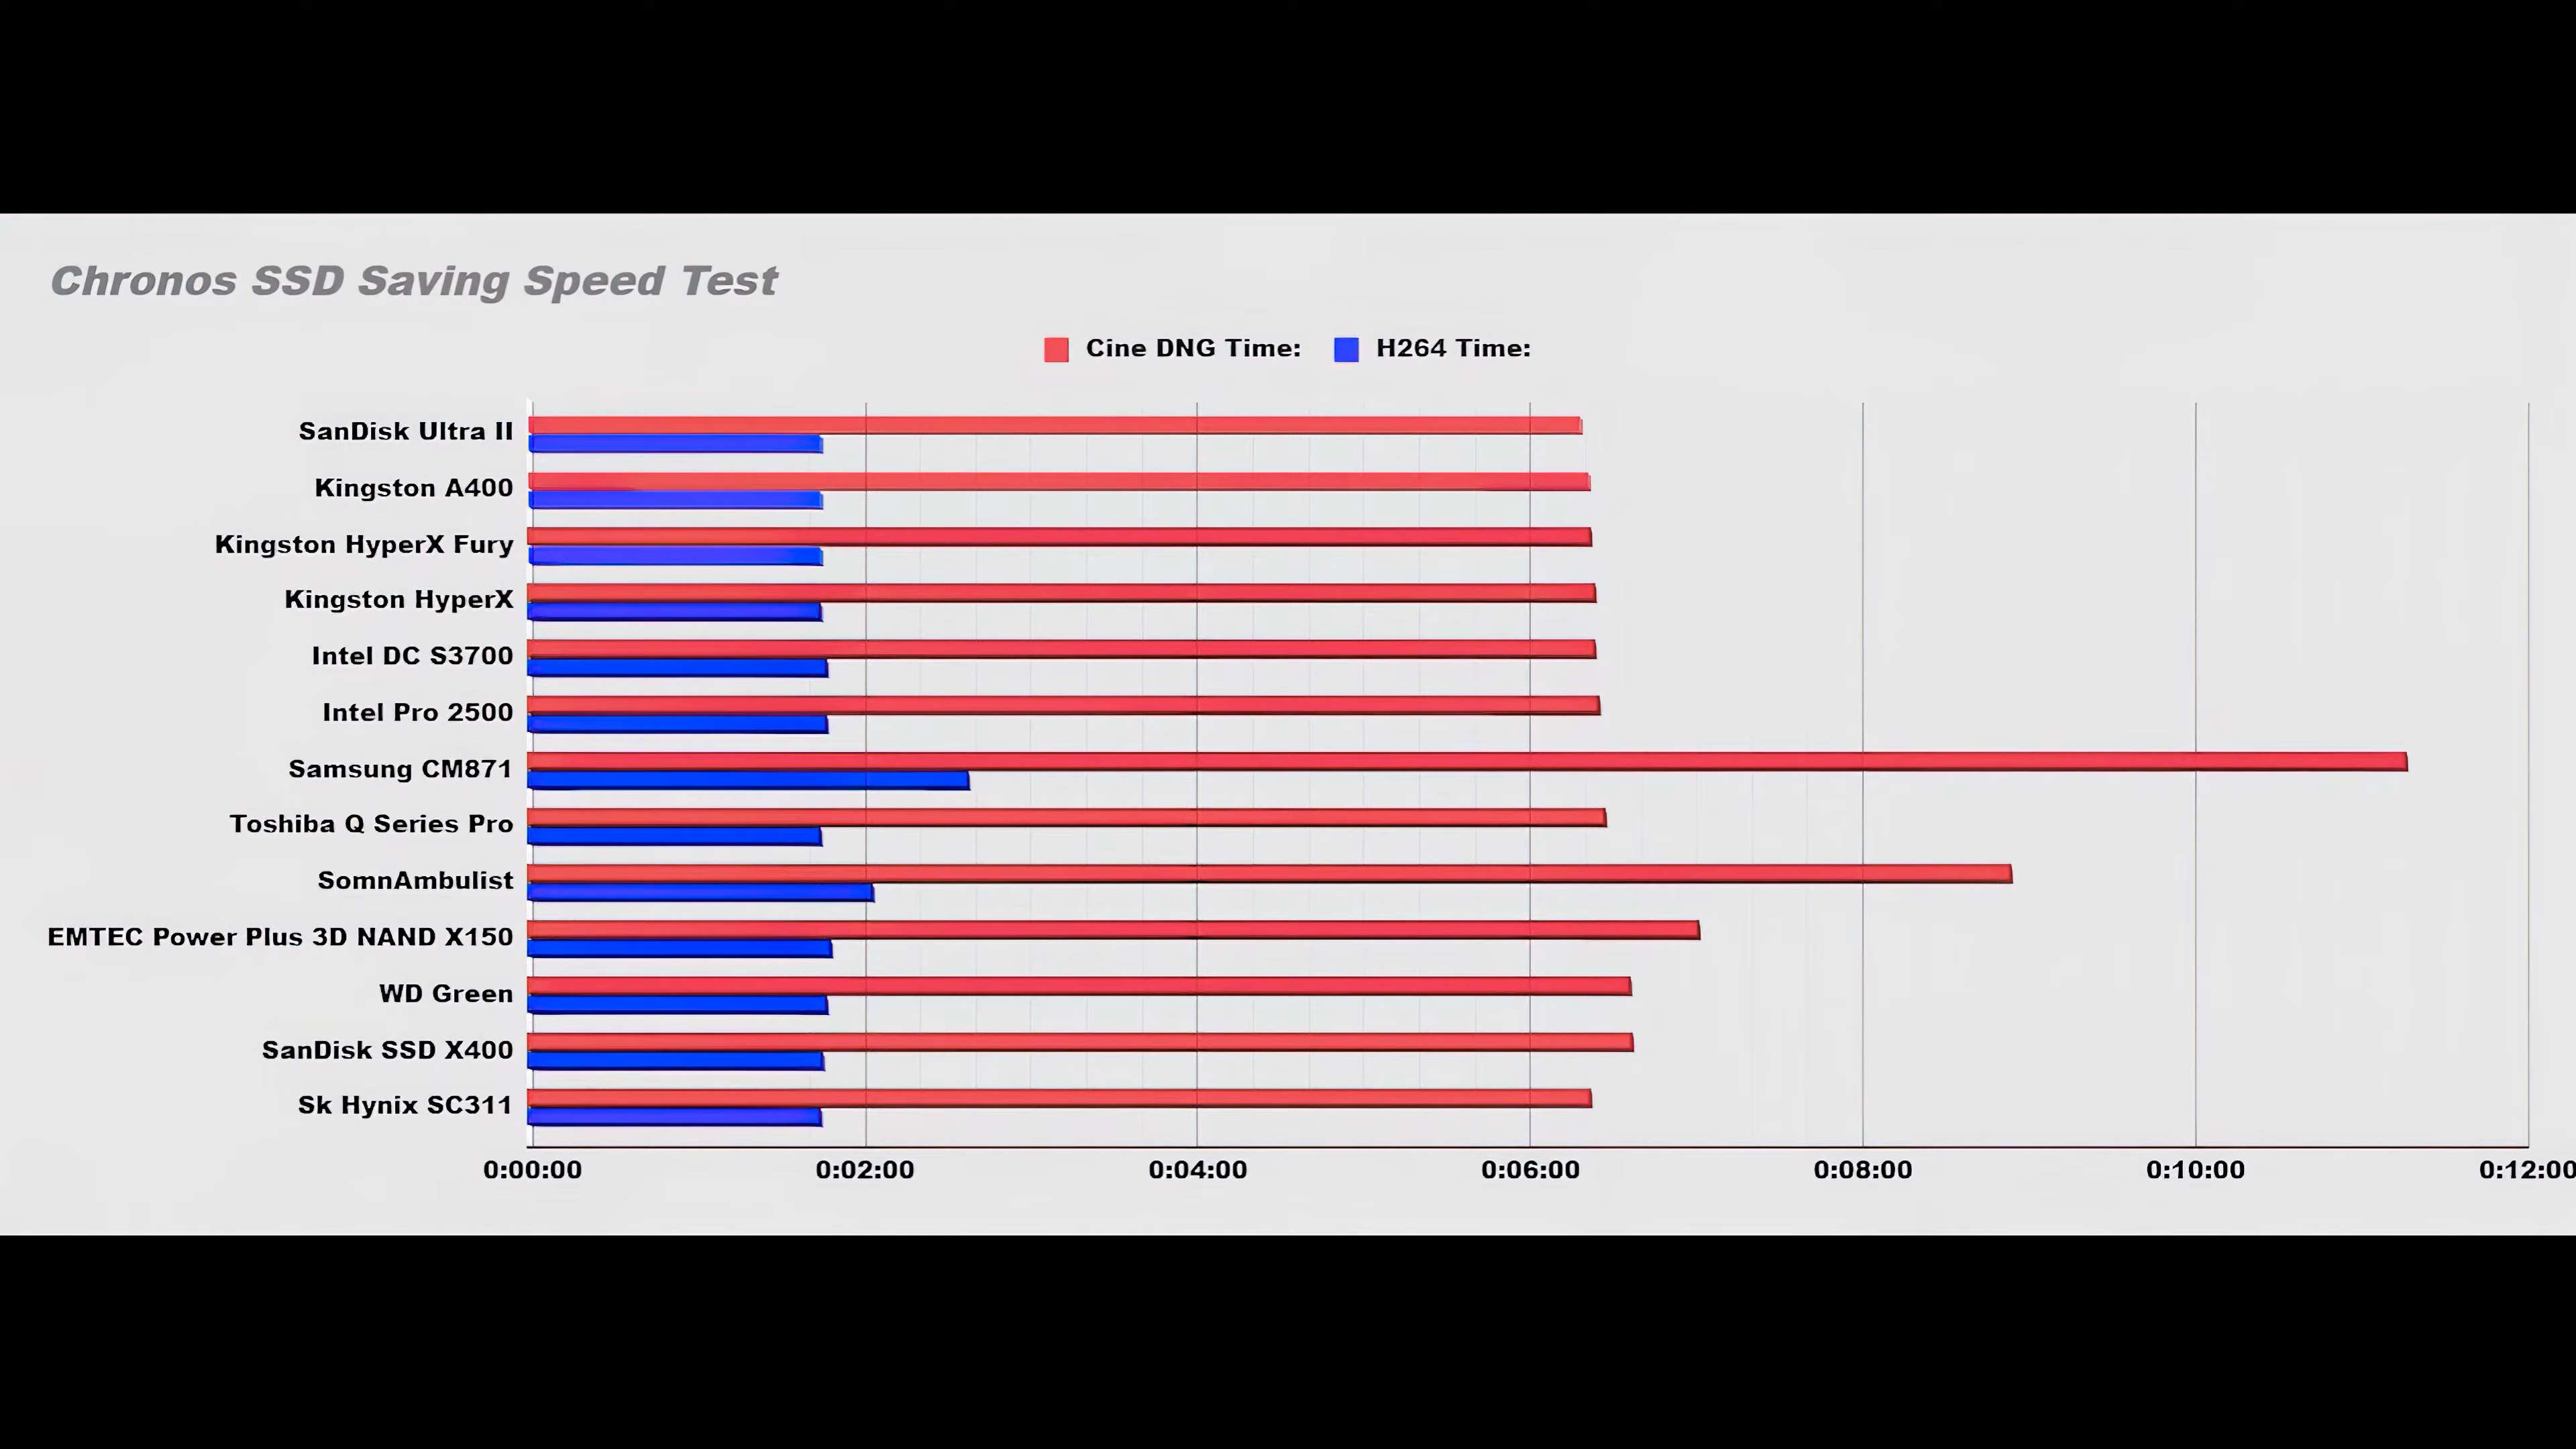 Chronos SSD Saving Speed Test
Cine DNG Time: H264 Time:
SanDisk Ultra II
Kingston A400
Kingston HyperX Fury
Kingston HyperX
Intel DC S3700
Intel Pro 2500
Samsung CM871
Toshiba Q Series Pro
SomnAmbulist
EMTEC Power Plus 3D NAND X150
WD Green
SanDisk SSD X400
Sk Hynix SC311
0:00:00 0:02:00 0:04:00 0:06:00 0:08:00 0:10:00 0:12:00